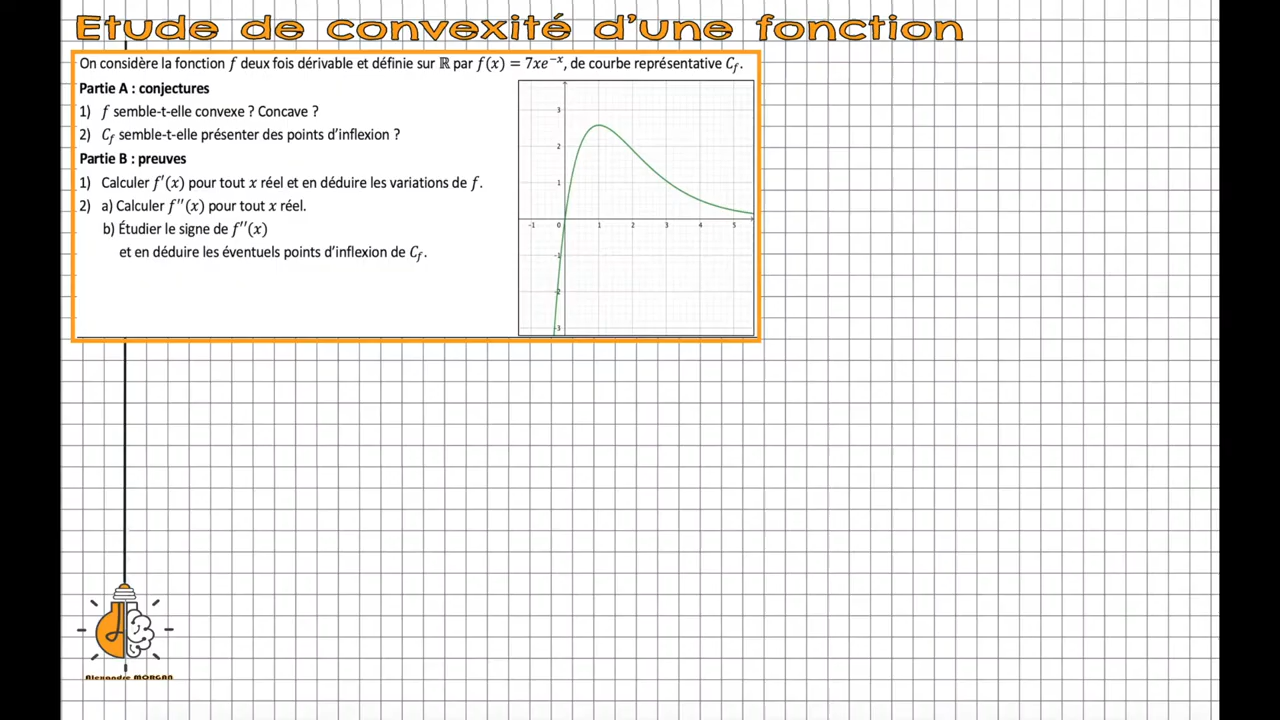 Etude de convexité d'une fonction
On considère la fonction f deux fois dérivable et définie sur ℝ par f(x) = 7xe⁻ˣ, de courbe représentative C_f.
Partie A : conjectures
1) f semble-t-elle convexe ? Concave ?
2) C_f semble-t-elle présenter des points d'inflexion ?
Partie B : preuves
1) Calculer f'(x) pour tout x réel et en déduire les variations de f.
2) a) Calculer f''(x) pour tout x réel.
b) Étudier le signe de f''(x)
et en déduire les éventuels points d'inflexion de C_f.
3
2
1
-1 0 1 2 3 4 5
-1
-2
-3
Alexandre MORGAN